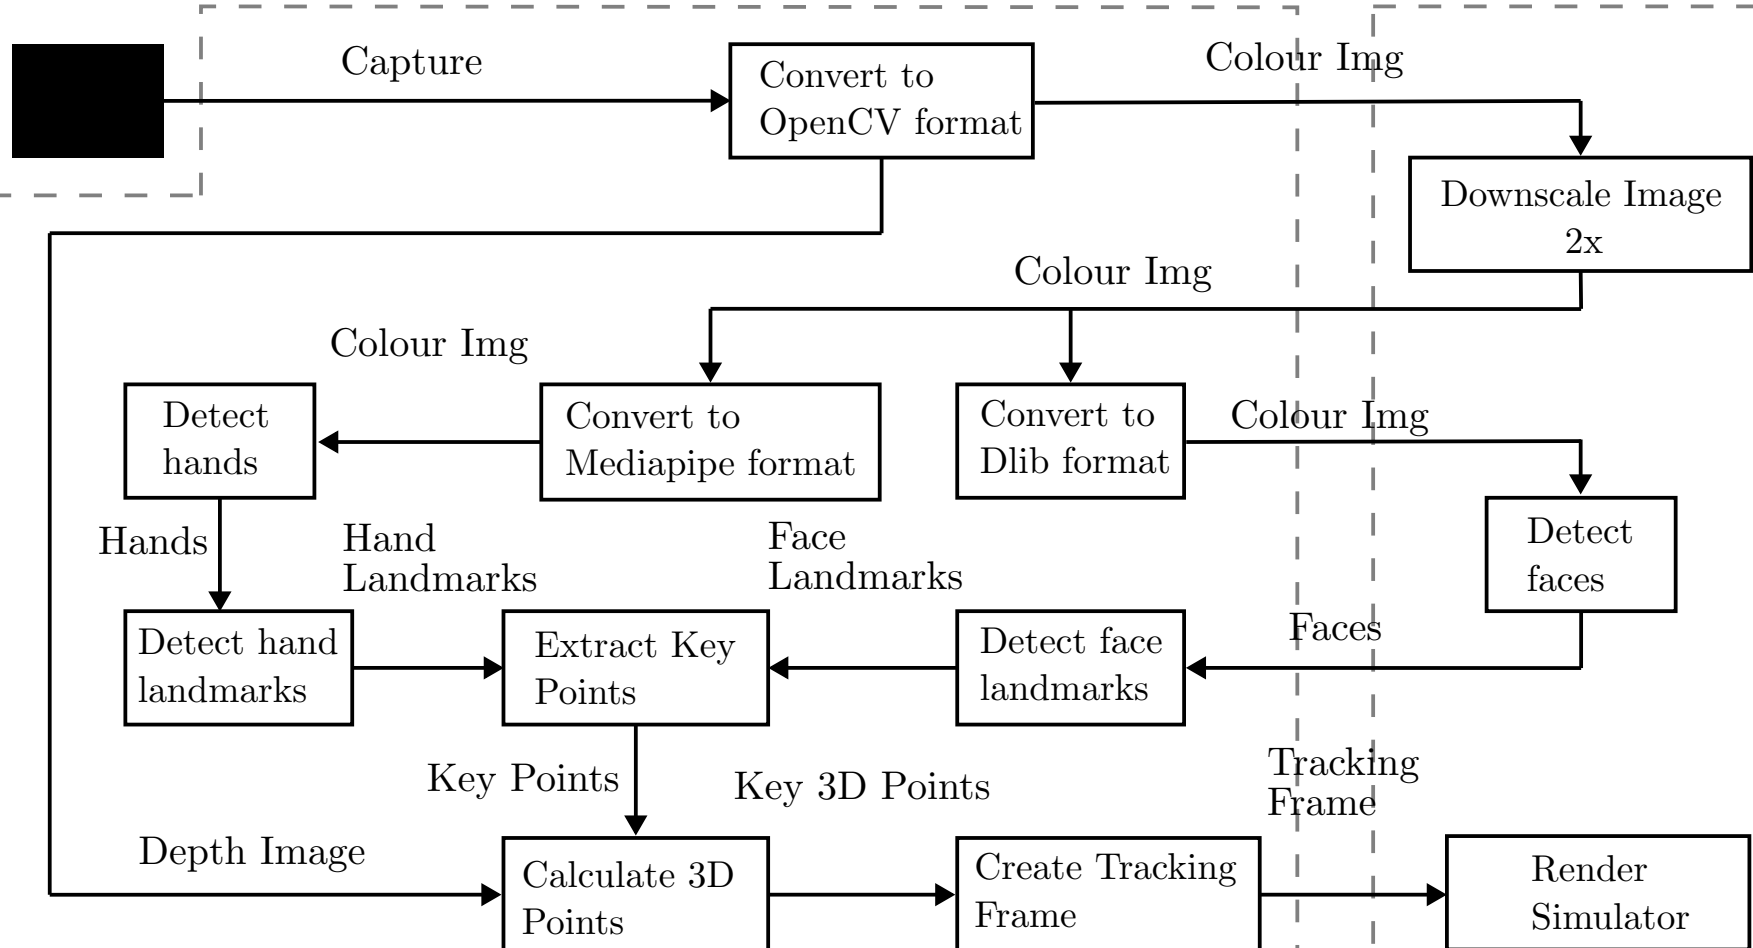 Capture
Convert to
OpenCV format
Colour Img
Downscale Image
2x
Colour Img
Colour Img
Detect
hands
Convert to
Mediapipe format
Convert to
Dlib format
Colour Img
Detect
faces
Hands
Hand
Landmarks
Face
Landmarks
Faces
Detect hand
landmarks
Extract Key
Points
Detect face
landmarks
Key Points
Key 3D Points
Tracking
Frame
Depth Image
Calculate 3D
Points
Create Tracking
Frame
Render
Simulator